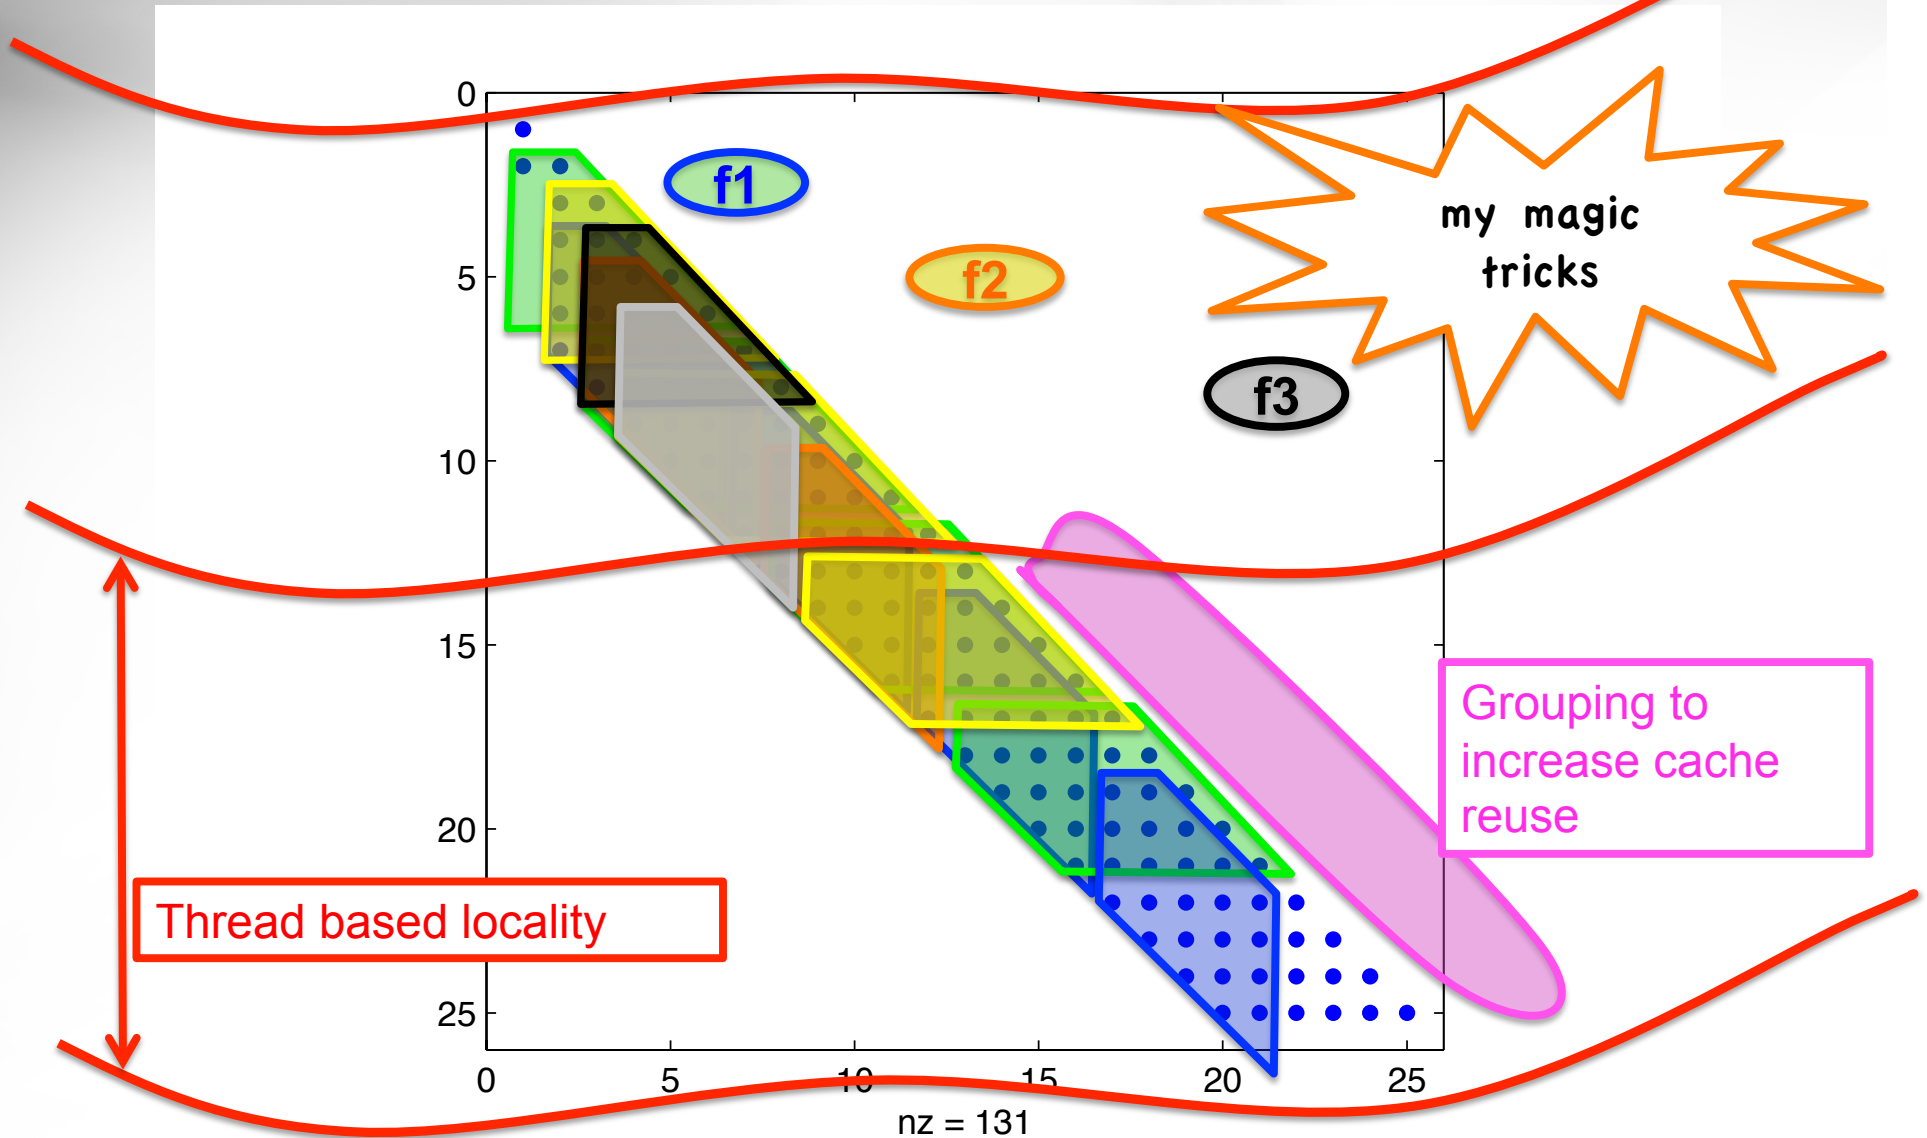 0
f1
my magic
tricks
f2
5
f3
10
15
Grouping to
increase cache
reuse
20
Thread based locality
25
0
5
10
15
20
25
nz = 131